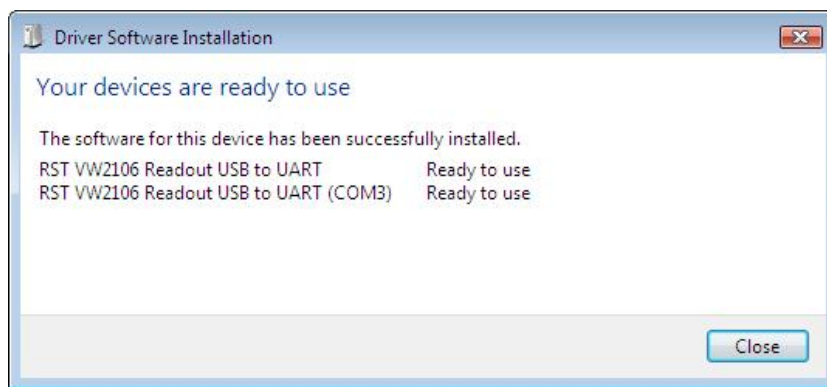 Driver Software Installation
Your devices are ready to use
The software for this device has been successfully installed.
RST VW2106 Readout USB to UART Ready to use
RST VW2106 Readout USB to UART (COM3) Ready to use
Close